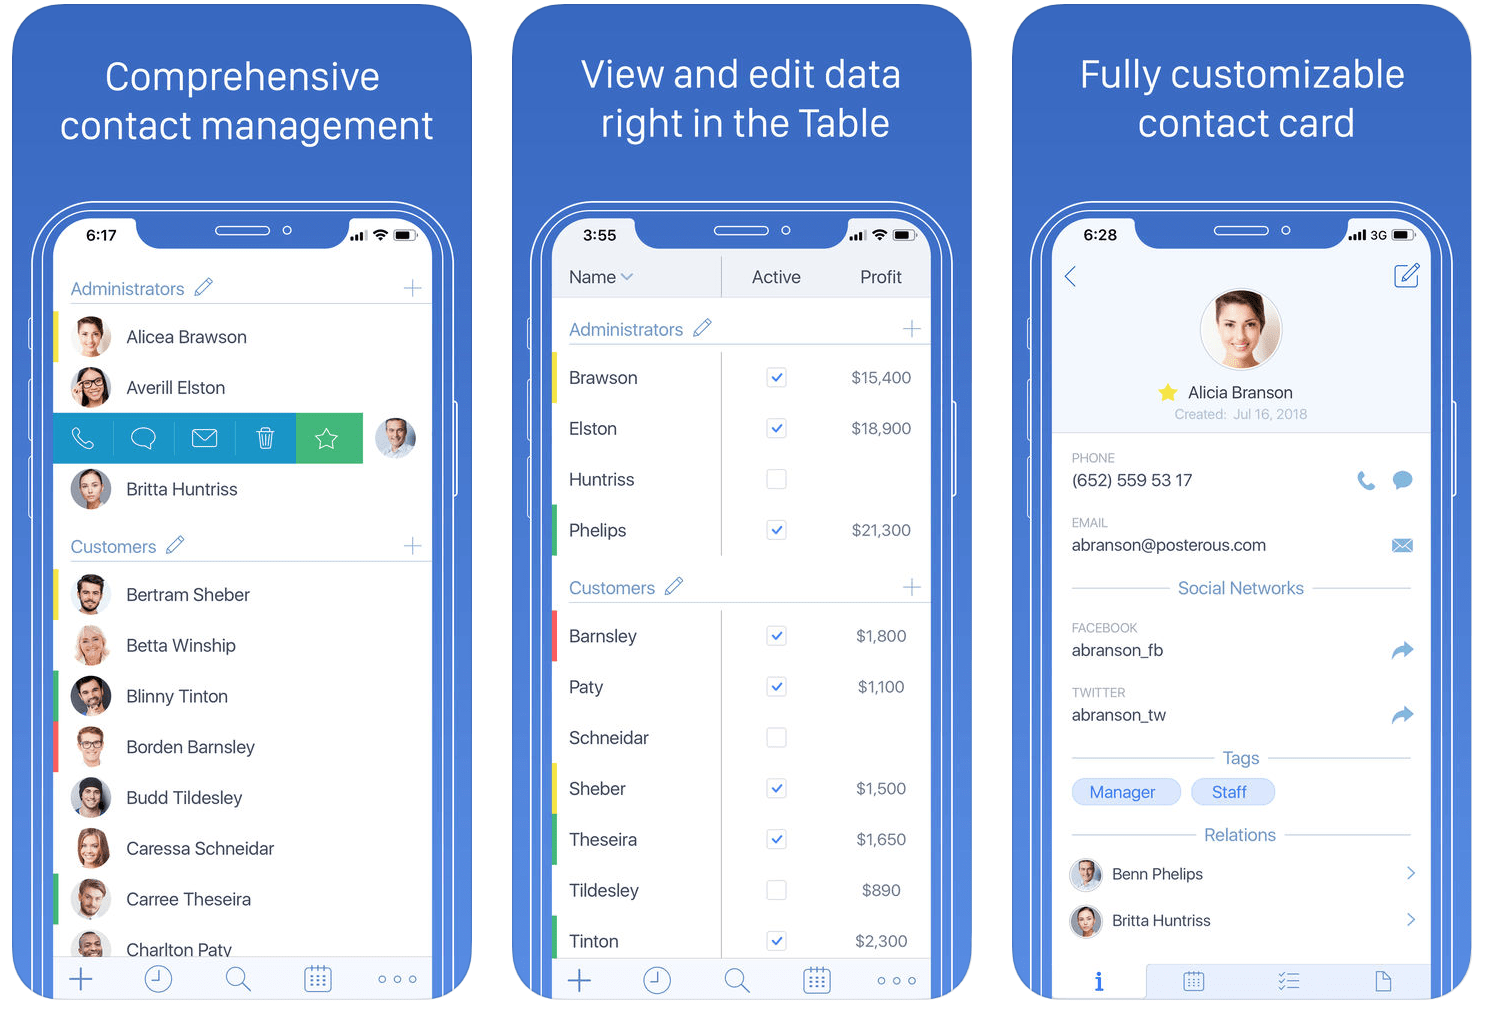 Comprehensive
contact management
6:17
Administrators
Alicea Brawson
Averill Elston
Britta Huntriss
Customers
Bertram Sheber
Betta Winship
Blinny Tinton
Borden Barnsley
Budd Tildesley
Caressa Schneidar
Carree Theseira
Charlton Paty
View and edit data
right in the Table
3:55
Name Active Profit
Administrators
Brawson $15,400
Elston $18,900
Huntriss
Phelips $21,300
Customers
Barnsley $1,800
Paty $1,100
Schneidar
Sheber $1,500
Theseira $1,650
Tildesley $890
Tinton $2,300
Fully customizable
contact card
6:28 3G
Alicia Branson
Created: Jul 16, 2018
PHONE
(652) 559 53 17
EMAIL
abranson@posterous.com
Social Networks
FACEBOOK
abranson_fb
TWITTER
abranson_tw
Tags
Manager Staff
Relations
Benn Phelips
Britta Huntriss